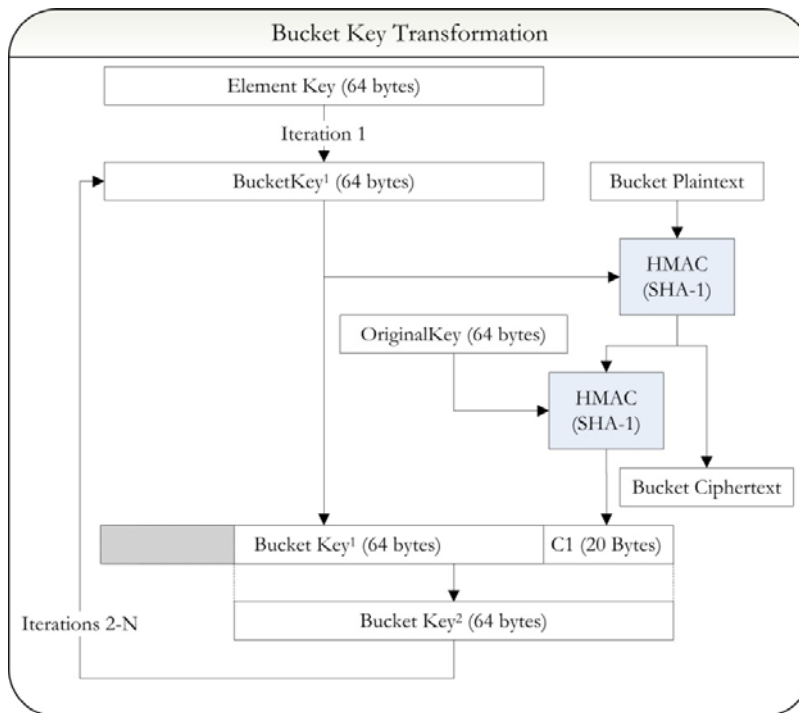 Bucket Key Transformation
Element Key (64 bytes)
Iteration 1
BucketKey¹ (64 bytes)
Bucket Plaintext
HMAC
(SHA-1)
OriginalKey (64 bytes)
HMAC
(SHA-1)
Bucket Ciphertext
Bucket Key¹ (64 bytes)
C1 (20 Bytes)
Bucket Key² (64 bytes)
Iterations 2-N